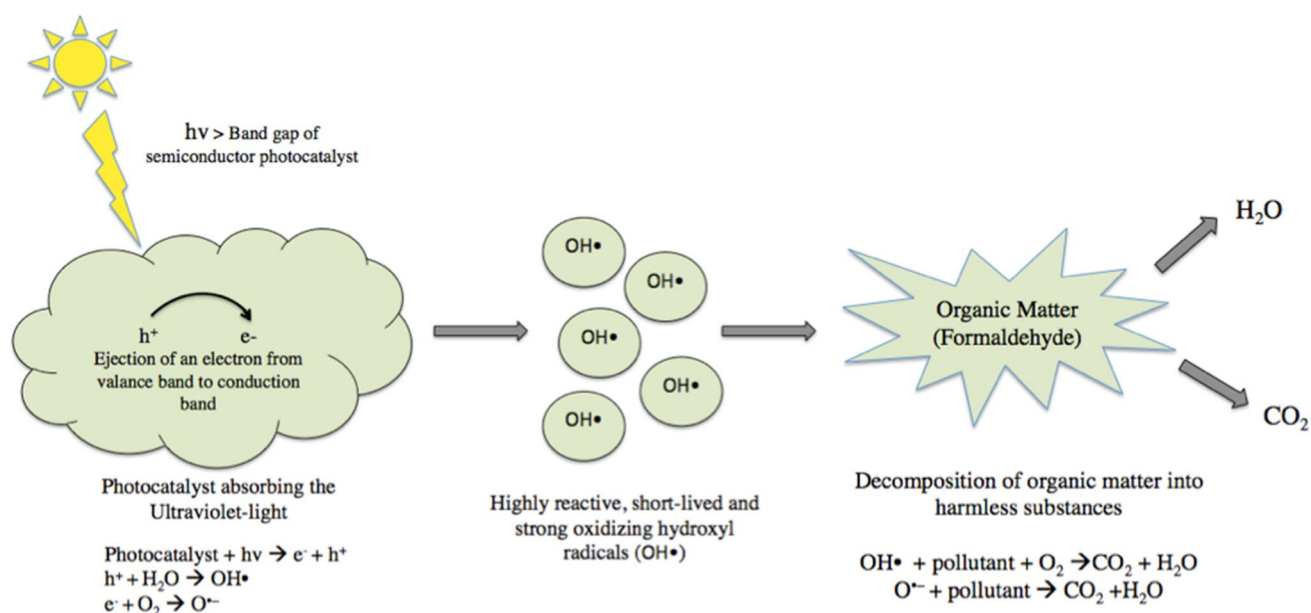 hv > Band gap of
semiconductor photocatalyst
h⁺ e-
Ejection of an electron from
valance band to conduction
band
Photocatalyst absorbing the
Ultraviolet-light
Photocatalyst + hv → e⁻ + h⁺
h⁺ + H₂O → OH•
e⁻ + O₂ → O•–
OH•
OH•
OH•
OH•
OH•
Highly reactive, short-lived and
strong oxidizing hydroxyl
radicals (OH•)
Organic Matter
(Formaldehyde)
H₂O
CO₂
Decomposition of organic matter into
harmless substances
OH• + pollutant + O₂ →CO₂ + H₂O
O•– + pollutant → CO₂ +H₂O